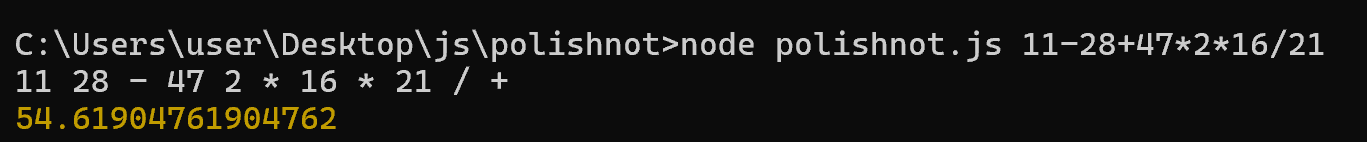 C:\Users\user\Desktop\js\polishnot>node polishnot.js 11-28+47*2*16/21
11 28 - 47 2 * 16 * 21 / +
54.61904761904762